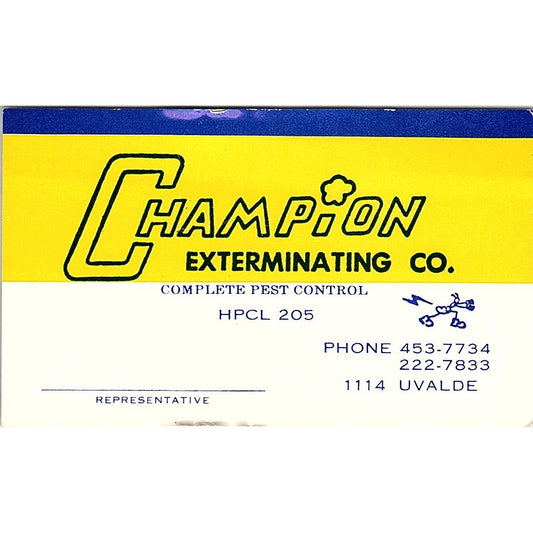 CHAMPION
EXTERMINATING CO.
COMPLETE PEST CONTROL
HPCL 205
PHONE 453-7734
222-7833
1114 UVALDE
REPRESENTATIVE